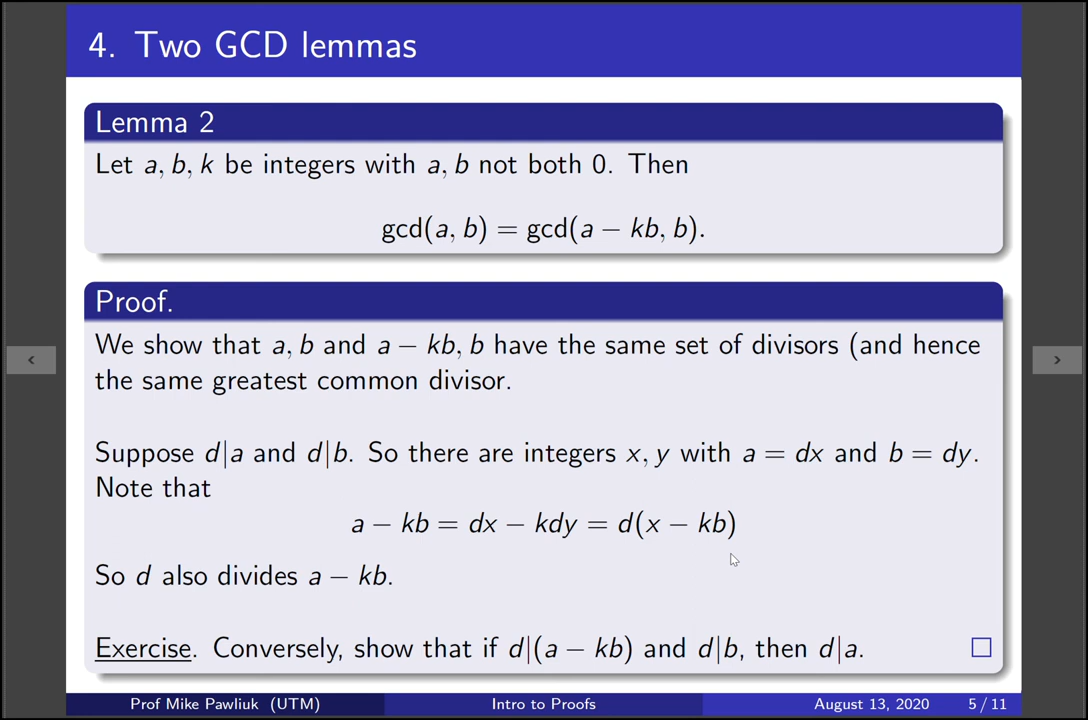 4. Two GCD lemmas
Lemma 2
Let a, b, k be integers with a, b not both 0. Then
gcd(a, b) = gcd(a − kb, b).
Proof.
We show that a, b and a − kb, b have the same set of divisors (and hence
the same greatest common divisor.
Suppose d|a and d|b. So there are integers x, y with a = dx and b = dy.
Note that
a − kb = dx − kdy = d(x − kb)
So d also divides a − kb.
Exercise. Conversely, show that if d|(a − kb) and d|b, then d|a.
Prof Mike Pawliuk (UTM) Intro to Proofs August 13, 2020 5 / 11